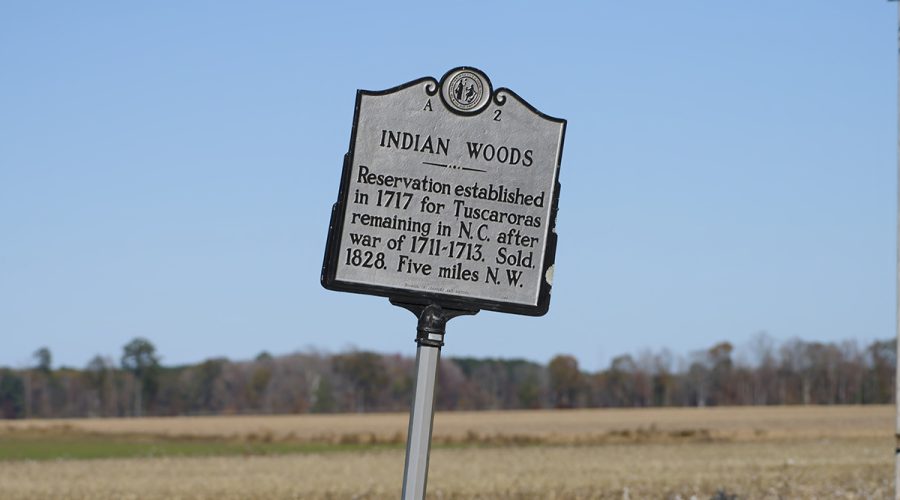 A 2
INDIAN WOODS
Reservation established
in 1717 for Tuscaroras
remaining in N. C. after
war of 1711-1713. Sold,
1828. Five miles N. W.